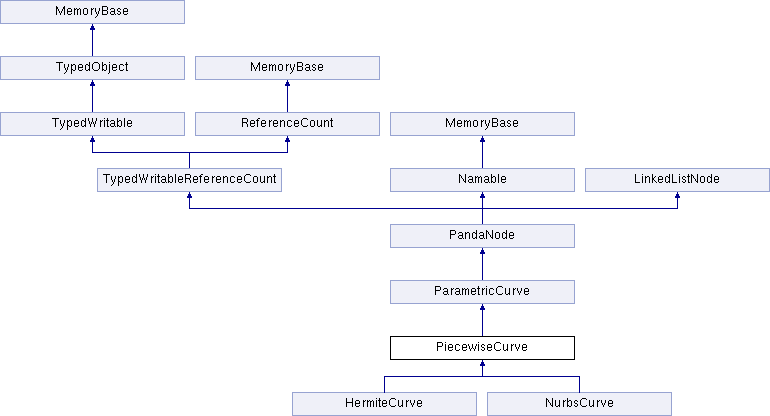 MemoryBase
TypedObject
MemoryBase
TypedWritable
ReferenceCount
MemoryBase
TypedWritableReferenceCount
Namable
LinkedListNode
PandaNode
ParametricCurve
PiecewiseCurve
HermiteCurve
NurbsCurve